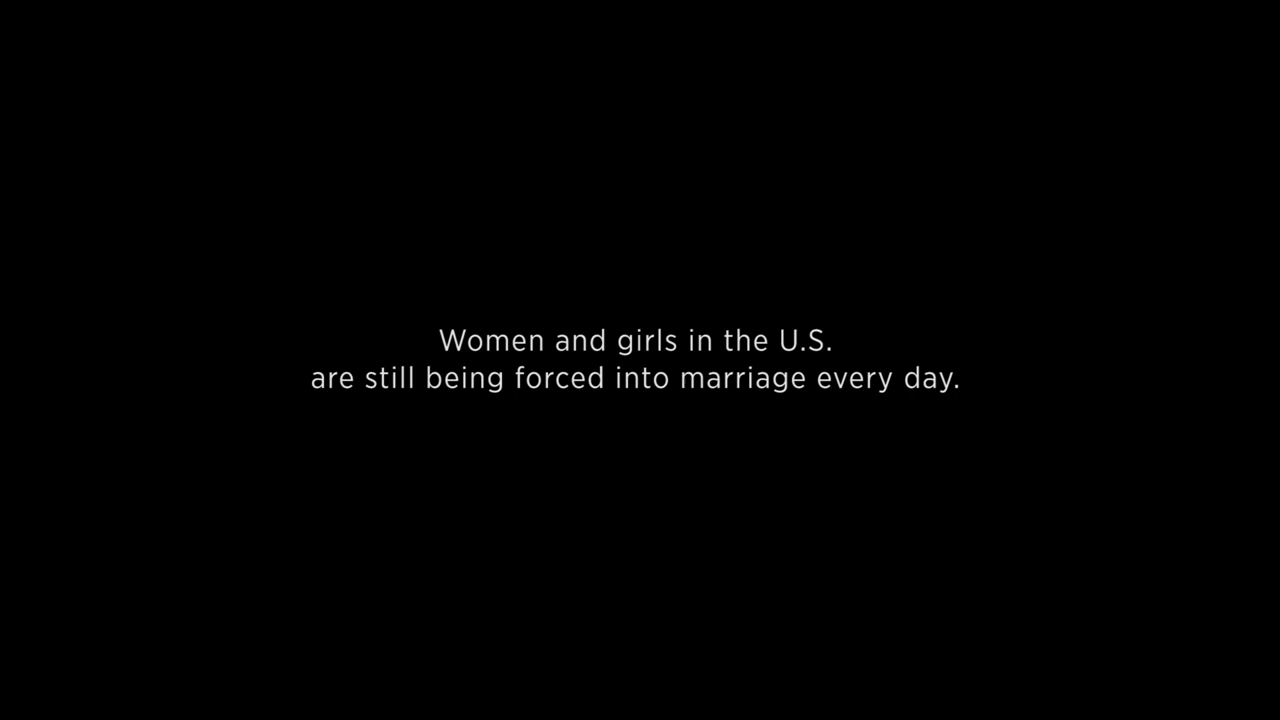 Women and girls in the U.S.
are still being forced into marriage every day.